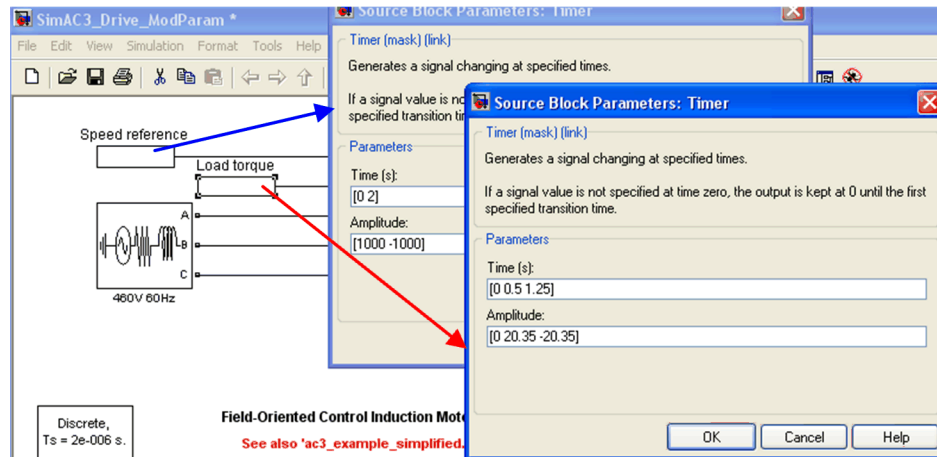 SimAC3_Drive_ModParam *
File Edit View Simulation Format Tools Help
Speed reference
Load torque
A
B
C
460V 60Hz
Discrete,
Ts = 2e-006 s.
Field-Oriented Control Induction Mot
See also 'ac3_example_simplified.
Source Block Parameters: Timer
Timer (mask) (link)
Generates a signal changing at specified times.
If a signal value is no
specified transition ti
Parameters
Time (s):
[0 2]
Amplitude:
[1000 -1000]
Source Block Parameters: Timer
Timer (mask) (link)
Generates a signal changing at specified times.
If a signal value is not specified at time zero, the output is kept at 0 until the first
specified transition time.
Parameters
Time (s):
[0 0.5 1.25]
Amplitude:
[0 20.35 -20.35]
OK Cancel Help